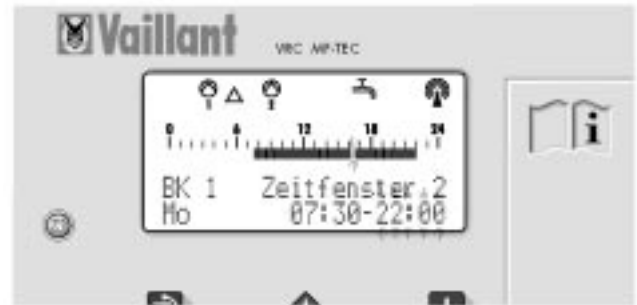 Vaillant
VRC MF-TEC
0 6 12 18 24
BK 1 Zeitfenster 2
Mo 07:30-22:00
i